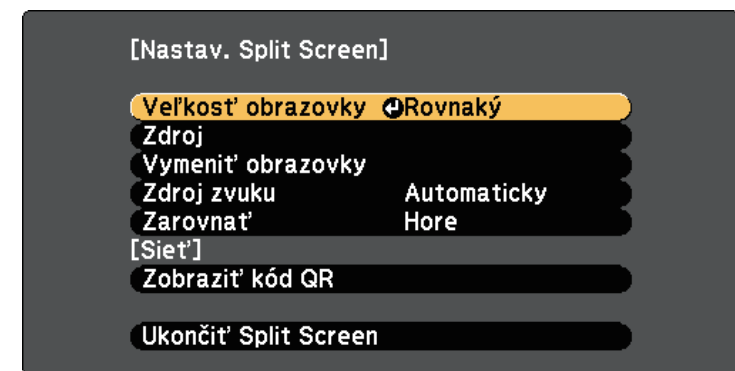 [Nastav. Split Screen]
Veľkosť obrazovky Rovnaký
Zdroj
Vymeniť obrazovky
Zdroj zvuku Automaticky
Zarovnať Hore
[Sieť]
Zobraziť kód QR
Ukončiť Split Screen